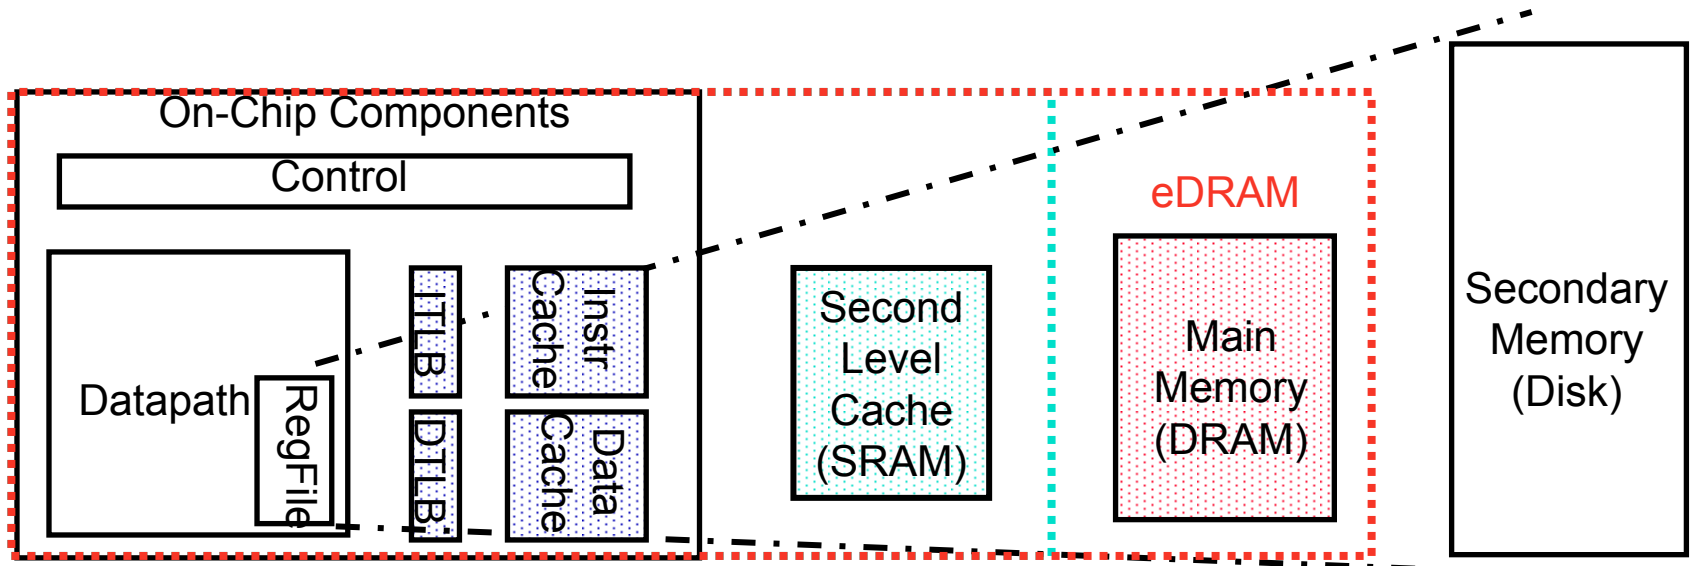 On-Chip Components
Control
eDRAM
Datapath
RegFile
ITLB
DTLB
Instr
Cache
Data
Cache
Second
Level
Cache
(SRAM)
Main
Memory
(DRAM)
Secondary
Memory
(Disk)